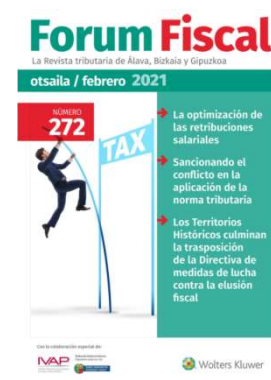 Forum Fiscal
La Revista tributaria de Álava, Bizkaia y Gipuzkoa
otsaila / febrero 2021
NÚMERO
272
TAX
La optimización de
las retribuciones
salariales
Sancionando el
conflicto en la
aplicación de la
norma tributaria
Los Territorios
Históricos culminan
la trasposición
de la Directiva de
medidas de lucha
contra la elusión
fiscal
Con la colaboración especial de:
IVAP
Wolters Kluwer